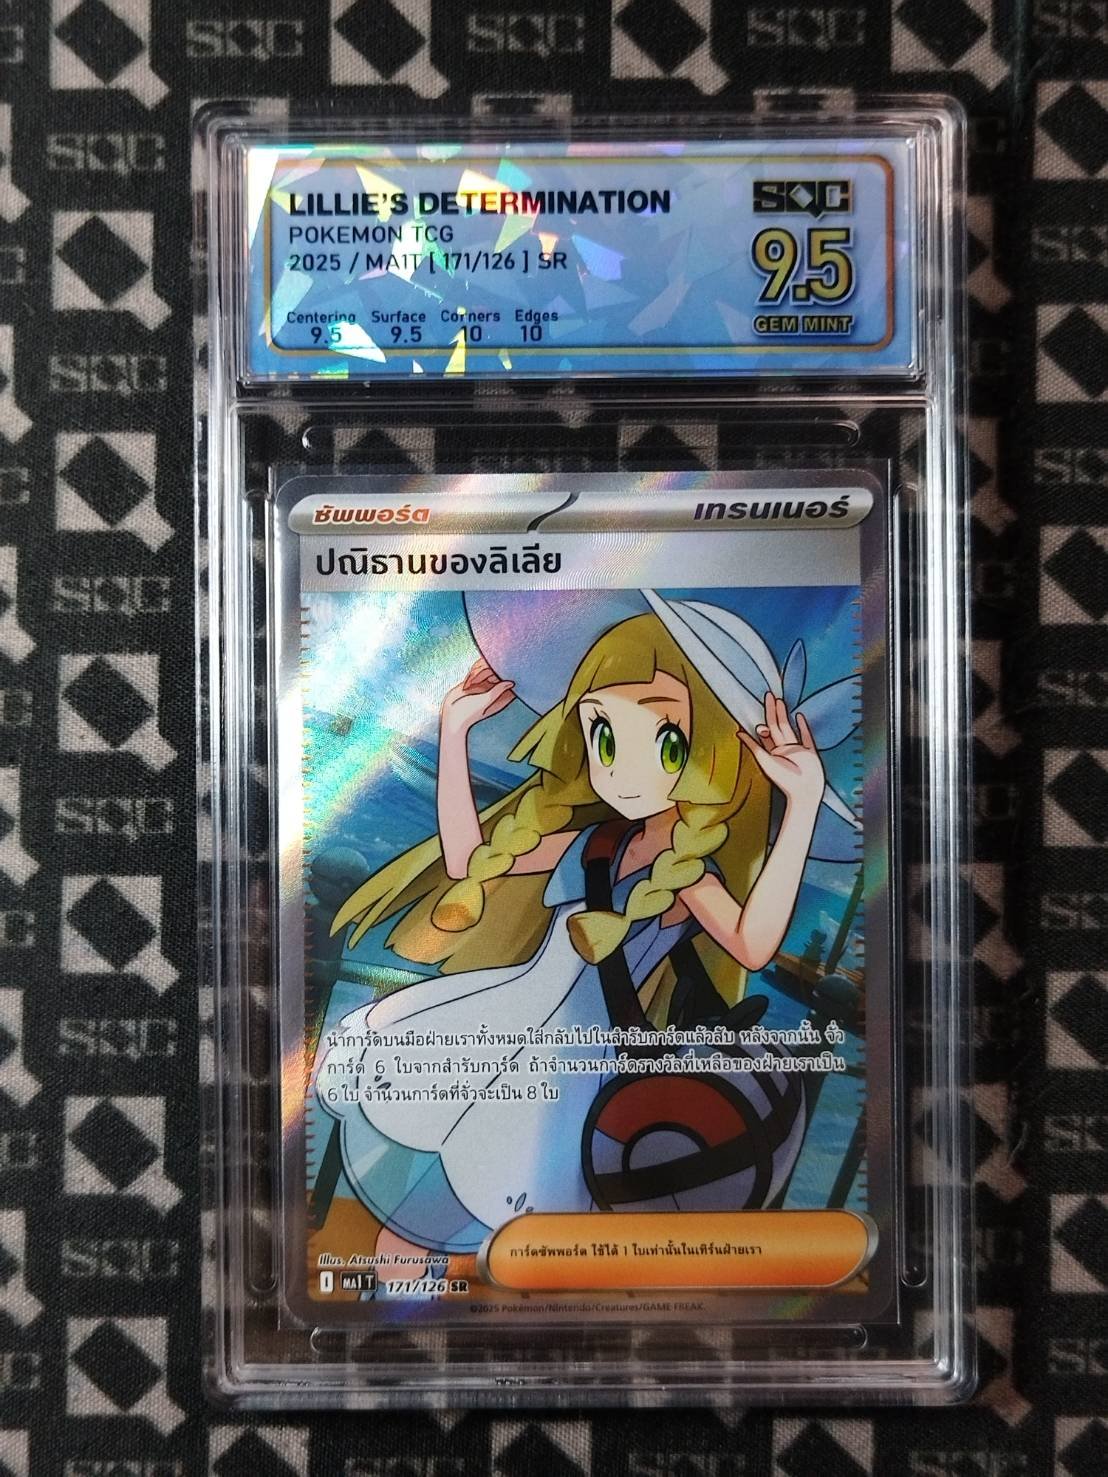 LILLIE'S DETERMINATION
POKEMON TCG
2025 / MA1T [ 171/126 ] SR
Centering Surface Corners Edges
9.5 9.5 10 10
SQC
9.5
GEM MINT
ซัพพอร์ต เทรนเนอร์
ปณิธานของลิเลีย
นำการ์ดบนมือฝ่ายเราทั้งหมดใส่กลับไปในสำรับการ์ดแล้วสับ หลังจากนั้น จั่ว
การ์ด 6 ใบจากสำรับการ์ด ถ้าจำนวนการ์ดรางวัลที่เหลือของฝ่ายเราเป็น
6 ใบ จำนวนการ์ดที่จั่วจะเป็น 8 ใบ
การ์ดซัพพอร์ต ใช้ได้ 1 ใบเท่านั้นในเทิร์นฝ่ายเรา
Illus. Atsushi Furusawa
I MA1 T 171/126 SR
©2025 Pokémon/Nintendo/Creatures/GAME FREAK.